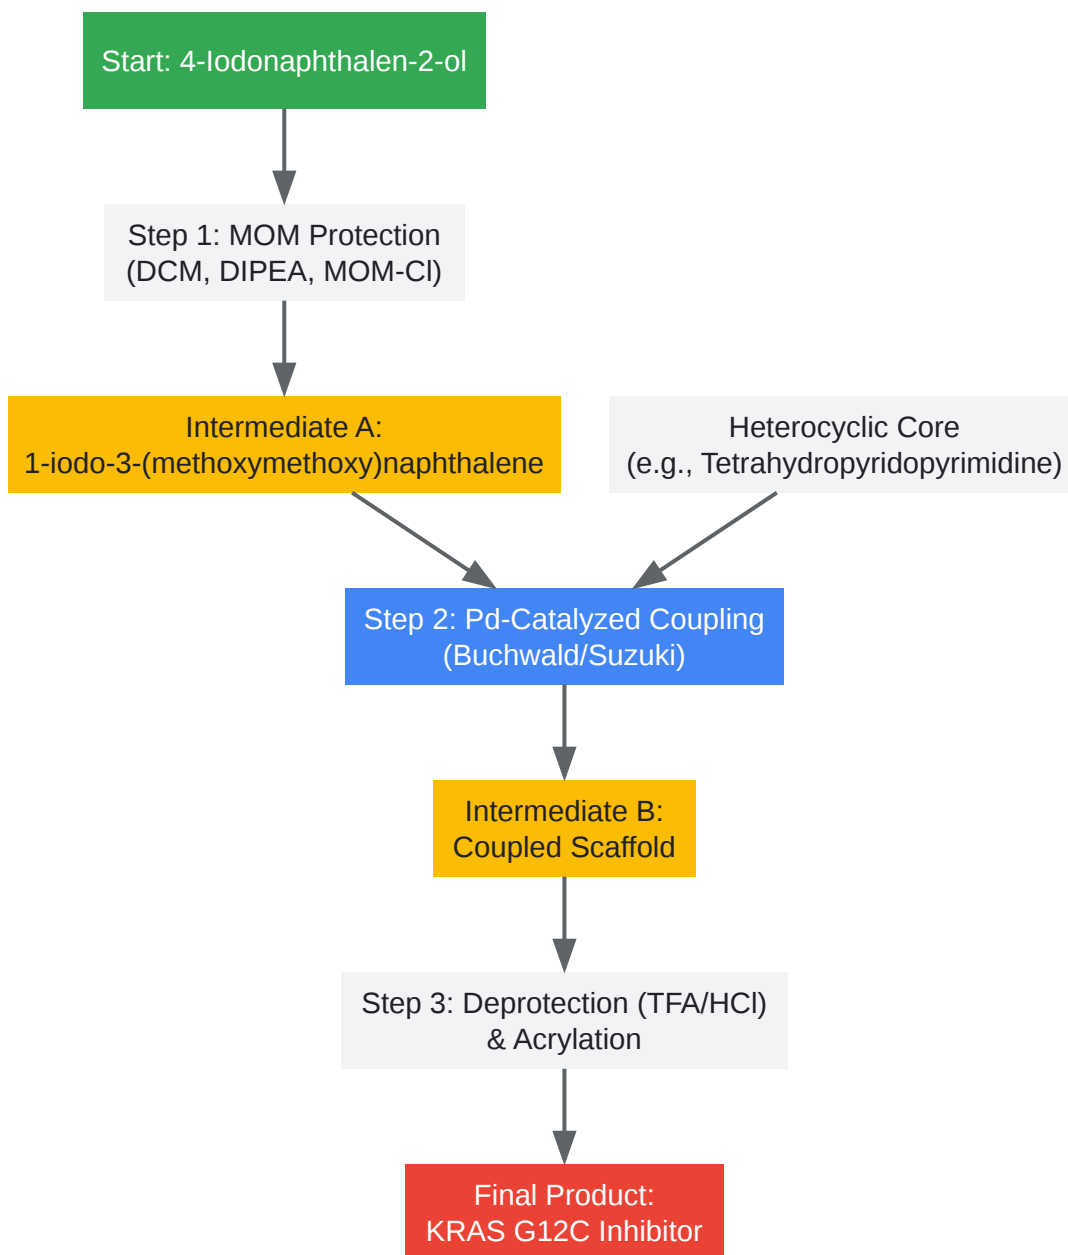 Start: 4-Iodonaphthalen-2-ol
Step 1: MOM Protection
(DCM, DIPEA, MOM-Cl)
Intermediate A:
1-iodo-3-(methoxymethoxy)naphthalene
Heterocyclic Core
(e.g., Tetrahydropyridopyrimidine)
Step 2: Pd-Catalyzed Coupling
(Buchwald/Suzuki)
Intermediate B:
Coupled Scaffold
Step 3: Deprotection (TFA/HCl)
& Acrylation
Final Product:
KRAS G12C Inhibitor